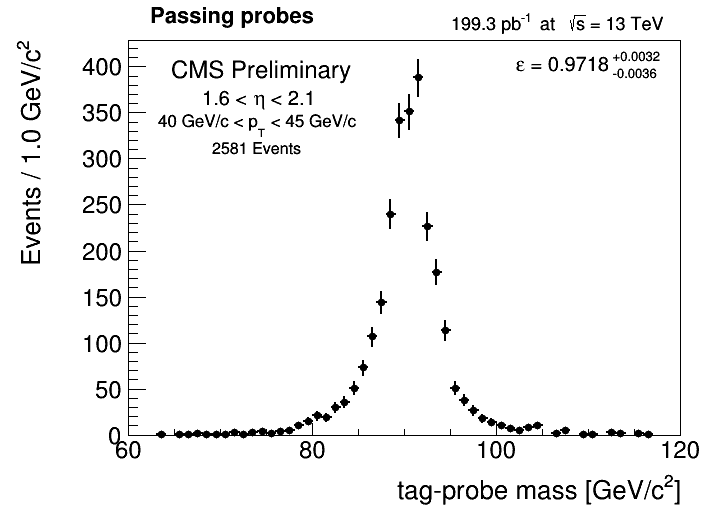 Passing probes
199.3 pb-1 at √s = 13 TeV
CMS Preliminary
ε = 0.9718 +0.0032 -0.0036
1.6 < η < 2.1
40 GeV/c < pT < 45 GeV/c
2581 Events
Events / 1.0 GeV/c2
400
350
300
250
200
150
100
50
0
60
80
100
120
tag-probe mass [GeV/c2]